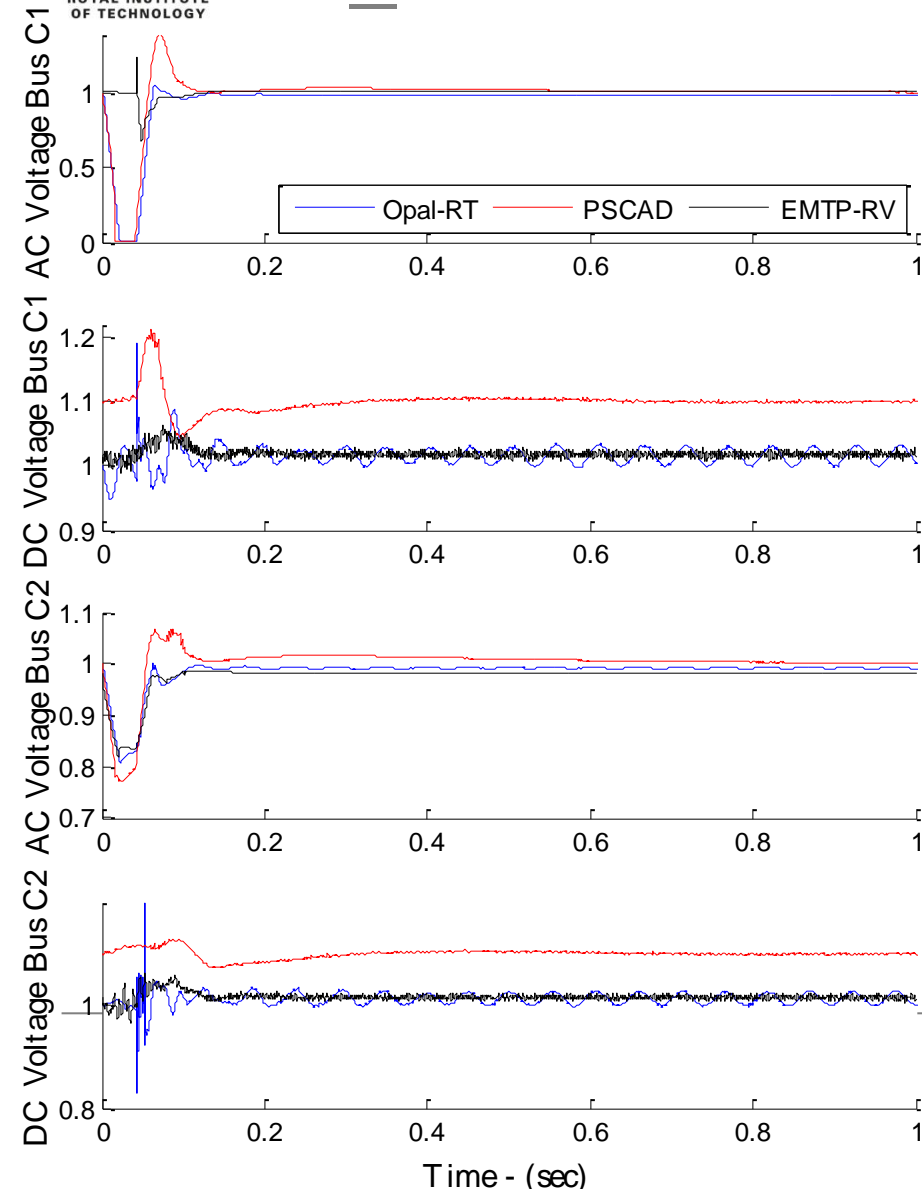 ROYAL INSTITUTE
OF TECHNOLOGY
AC Voltage Bus C1
1
0.5
0
Opal-RT PSCAD EMTP-RV
0 0.2 0.4 0.6 0.8 1
DC Voltage Bus C1
1.2
1.1
1
0.9
0 0.2 0.4 0.6 0.8 1
AC Voltage Bus C2
1.1
1
0.9
0.8
0.7
0 0.2 0.4 0.6 0.8 1
DC Voltage Bus C2
1
0.8
0 0.2 0.4 0.6 0.8 1
Time - (sec)